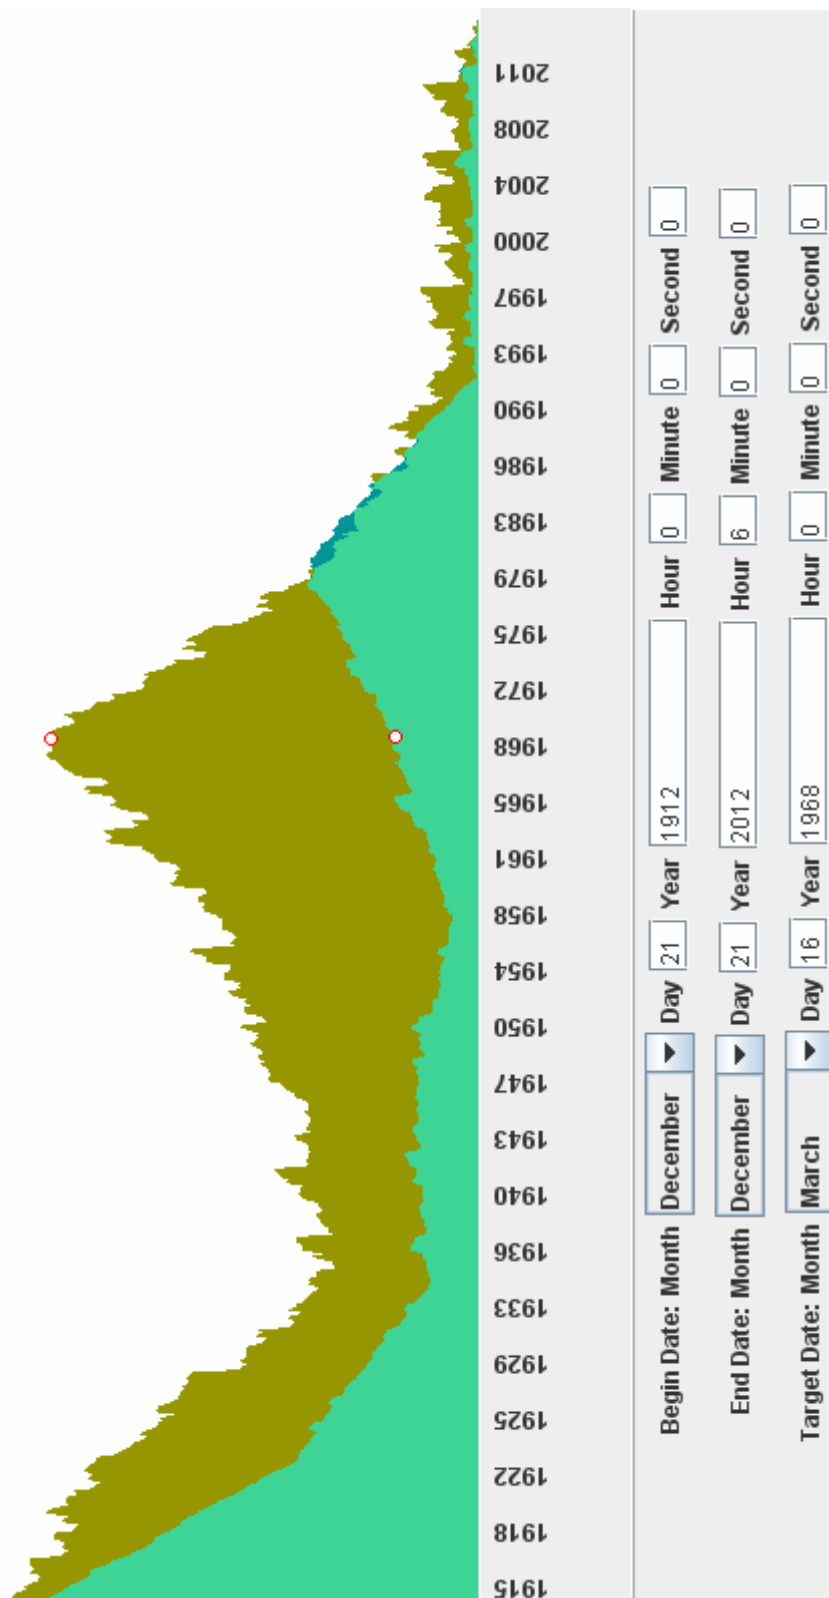 1915 1918 1922 1925 1929 1933 1936 1940 1943 1947 1950 1954 1958 1961 1965 1968 1972 1975 1979 1983 1986 1990 1993 1997 2000 2004 2008 2011
Begin Date: Month December Day 21 Year 1912 Hour 0 Minute 0 Second 0
End Date: Month December Day 21 Year 2012 Hour 6 Minute 0 Second 0
Target Date: Month March Day 16 Year 1968 Hour 0 Minute 0 Second 0